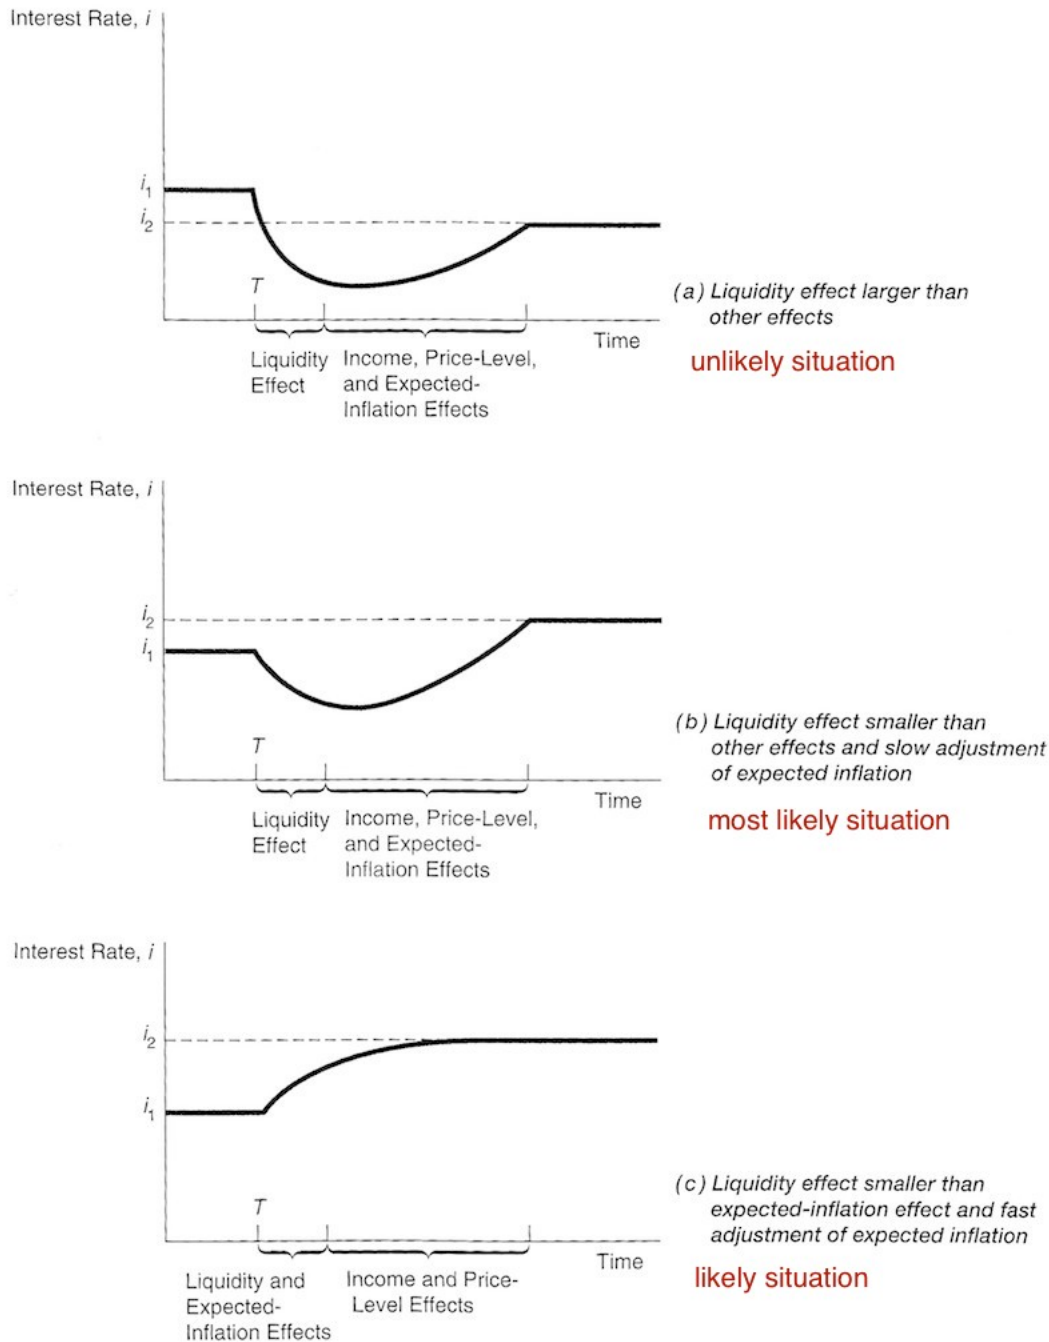 Interest Rate, i
i₁
i₂
T
Time
Liquidity
Effect
Income, Price-Level,
and Expected-
Inflation Effects
(a) Liquidity effect larger than
other effects
unlikely situation
Interest Rate, i
i₂
i₁
T
Time
Liquidity
Effect
Income, Price-Level,
and Expected-
Inflation Effects
(b) Liquidity effect smaller than
other effects and slow adjustment
of expected inflation
most likely situation
Interest Rate, i
i₂
i₁
T
Time
Liquidity and
Expected-
Inflation Effects
Income and Price-
Level Effects
(c) Liquidity effect smaller than
expected-inflation effect and fast
adjustment of expected inflation
likely situation